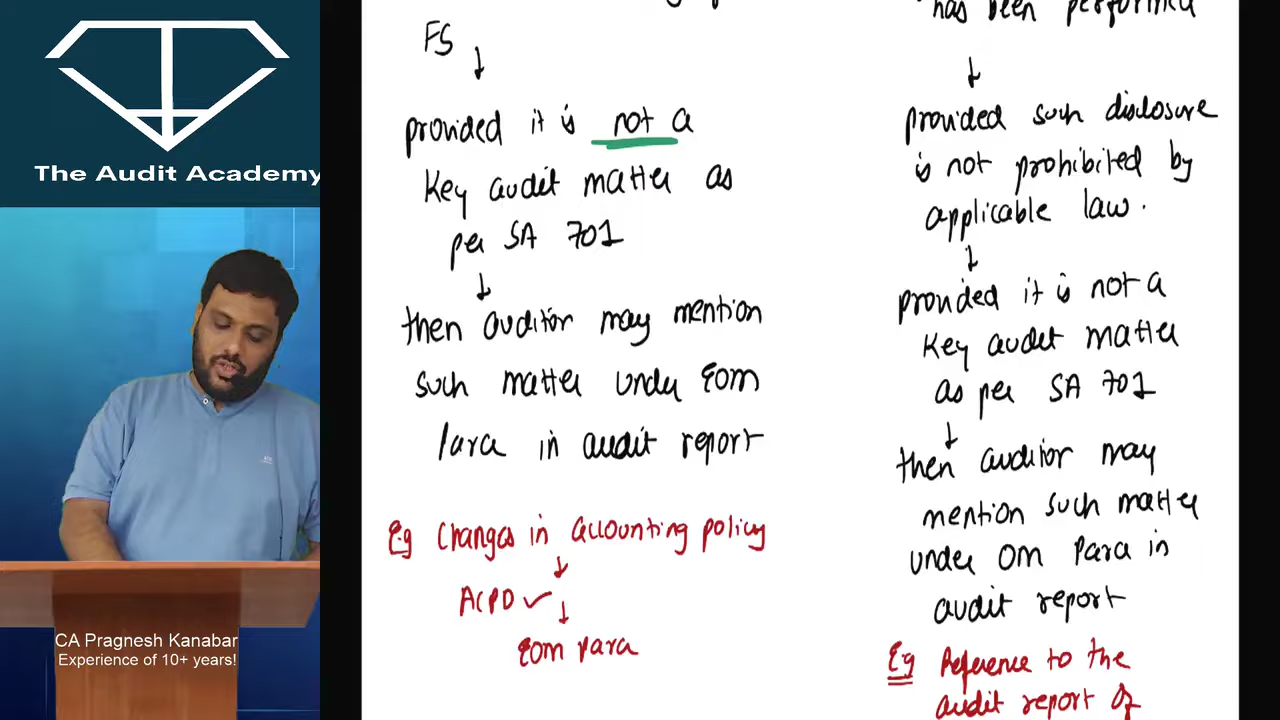 The Audit Academy
CA Pragnesh Kanabar
Experience of 10+ years!
FS
provided it is not a
Key audit matter as
per SA 701
then auditor may mention
such matter under EOM
Para in audit report
Eg Changes in accounting policy
ACPD
EOM para
has been performed
provided such disclosure
is not prohibited by
applicable law.
provided it is not a
Key audit matter
as per SA 701
then auditor may
mention such matter
under OM Para in
audit report
Eg Reference to the
audit report of